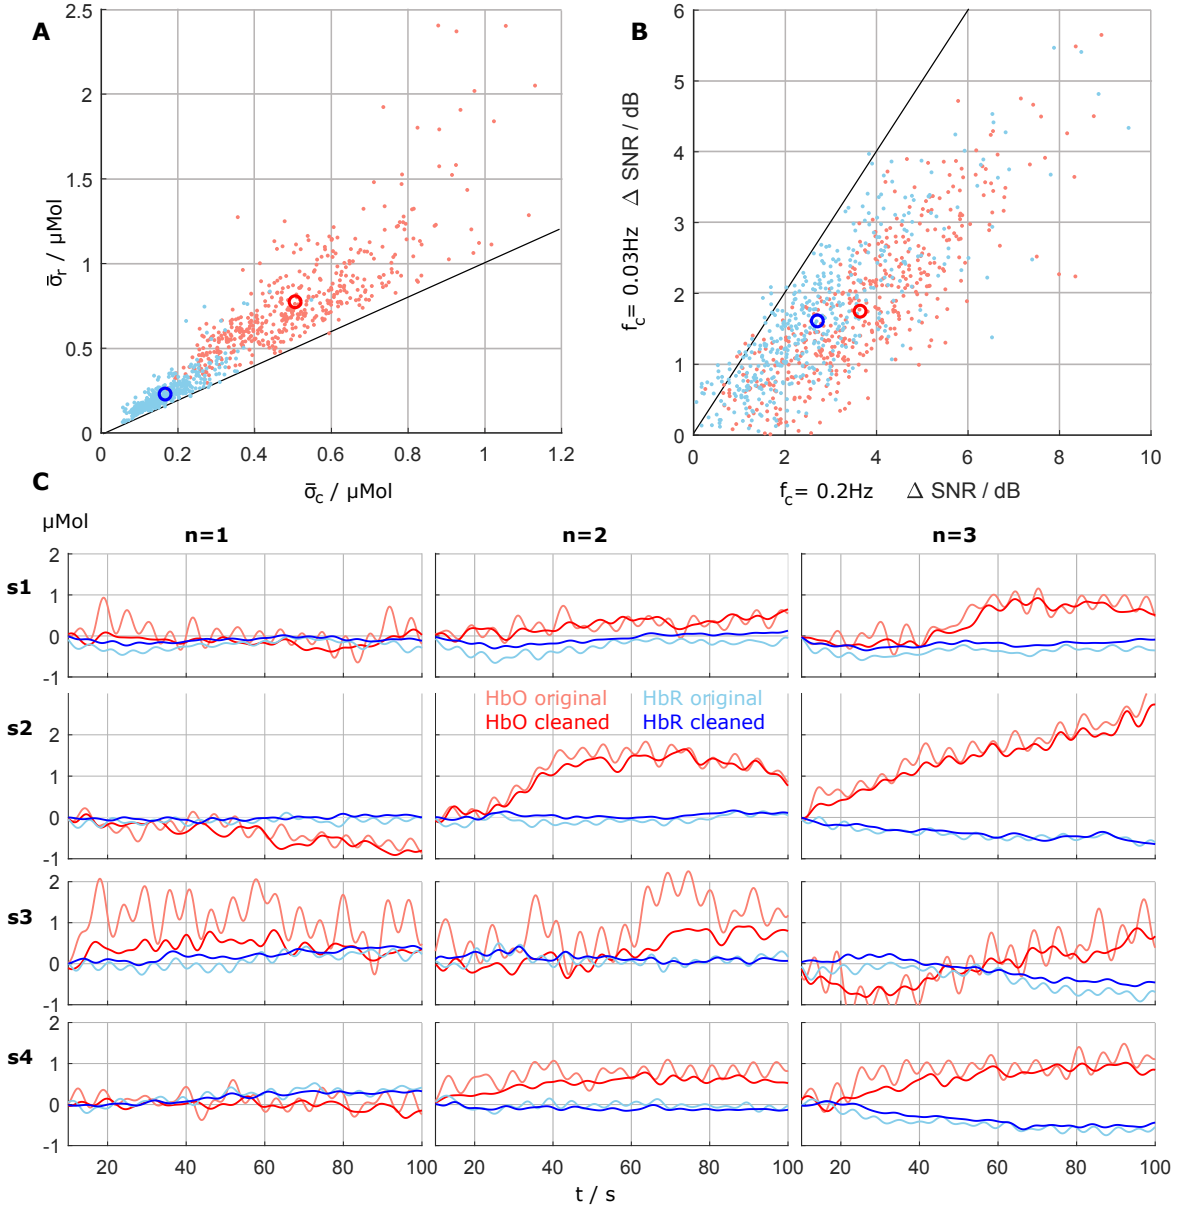 A
2.5
2
1.5
1
0.5
0
0 0.2 0.4 0.6 0.8 1 1.2
σ̄r / µMol
σ̄c / µMol
B
6
5
4
3
2
1
0
0 2 4 6 8 10
fc= 0.03Hz Δ SNR / dB
fc= 0.2Hz Δ SNR / dB
C
µMol
n=1 n=2 n=3
s1
2
1
0
-1
s2
2
1
0
-1
HbO original HbR original
HbO cleaned HbR cleaned
s3
2
1
0
-1
s4
2
1
0
-1
20 40 60 80 100 20 40 60 80 100 20 40 60 80 100
t / s